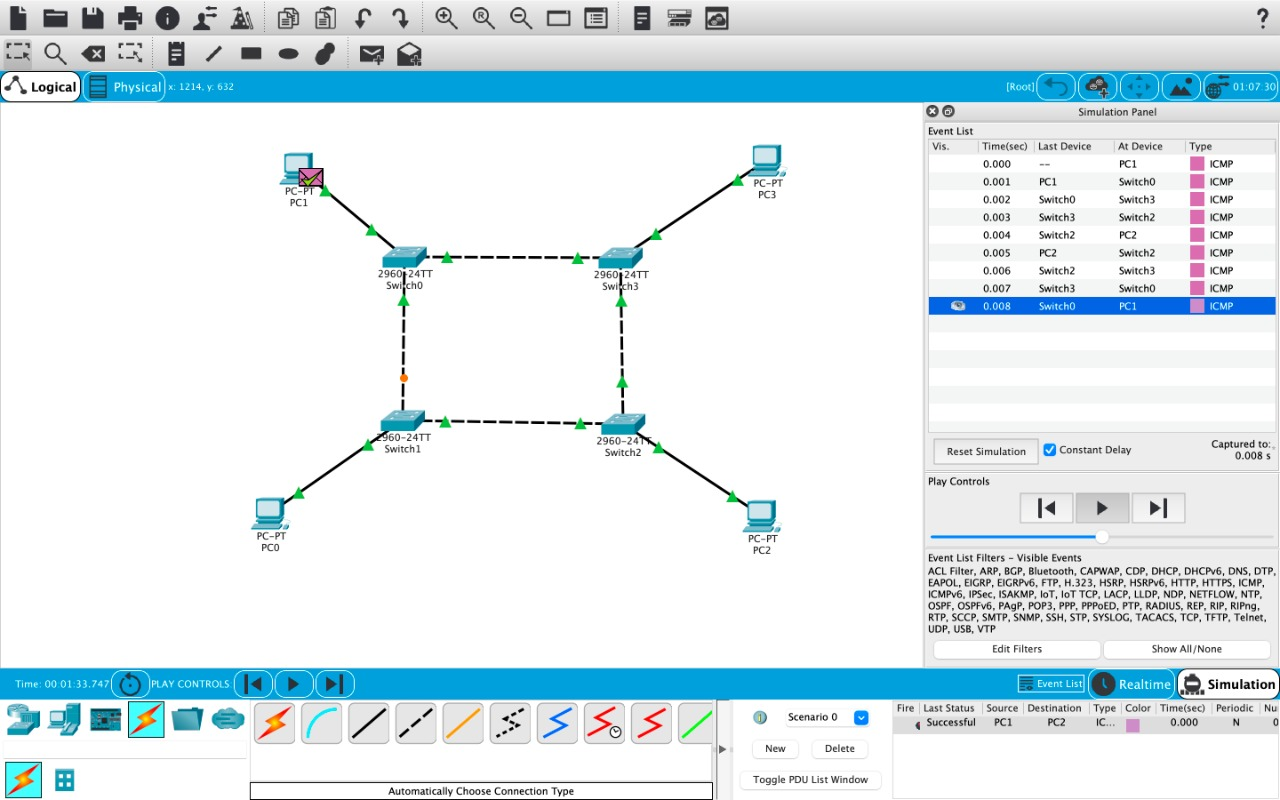 Logical
Physical
x: 1214, y: 632
[Root]
01:07:30
Simulation Panel
Event List
Vis. Time(sec) Last Device At Device Type
0.000 -- PC1 ICMP
0.001 PC1 Switch0 ICMP
0.002 Switch0 Switch3 ICMP
0.003 Switch3 Switch2 ICMP
0.004 Switch2 PC2 ICMP
0.005 PC2 Switch2 ICMP
0.006 Switch2 Switch3 ICMP
0.007 Switch3 Switch0 ICMP
0.008 Switch0 PC1 ICMP
Reset Simulation
Constant Delay
Captured to:
0.008 s
Play Controls
Event List Filters - Visible Events
ACL Filter, ARP, BGP, Bluetooth, CAPWAP, CDP, DHCP, DHCPv6, DNS, DTP,
EAPOL, EIGRP, EIGRPv6, FTP, H.323, HSRP, HSRPv6, HTTP, HTTPS, ICMP,
ICMPv6, IPSec, ISAKMP, IoT, IoT TCP, LACP, LLDP, NDP, NETFLOW, NTP,
OSPF, OSPFv6, PAgP, POP3, PPP, PPPoED, PTP, RADIUS, REP, RIP, RIPng,
RTP, SCCP, SMTP, SNMP, SSH, STP, SYSLOG, TACACS, TCP, TFTP, Telnet,
UDP, USB, VTP
Edit Filters
Show All/None
PC-PT
PC1
PC-PT
PC3
2960-24TT
Switch0
2960-24TT
Switch3
2960-24TT
Switch1
2960-24TT
Switch2
PC-PT
PC0
PC-PT
PC2
Time: 00:01:33.747
PLAY CONTROLS:
Event List
Realtime
Simulation
Automatically Choose Connection Type
Scenario 0
New
Delete
Toggle PDU List Window
Fire Last Status Source Destination Type Color Time(sec) Periodic Nu
Successful PC1 PC2 IC... 0.000 N 0